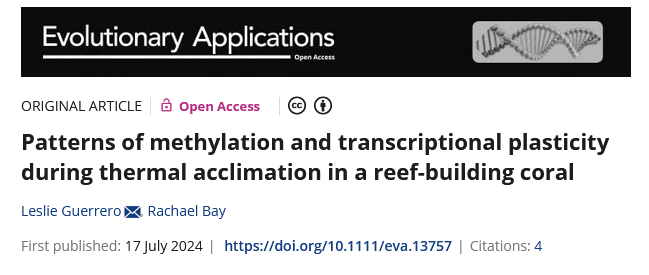 Evolutionary Applications
Open Access
ORIGINAL ARTICLE | Open Access |
Patterns of methylation and transcriptional plasticity
during thermal acclimation in a reef-building coral
Leslie Guerrero, Rachael Bay
First published: 17 July 2024 | https://doi.org/10.1111/eva.13757 | Citations: 4